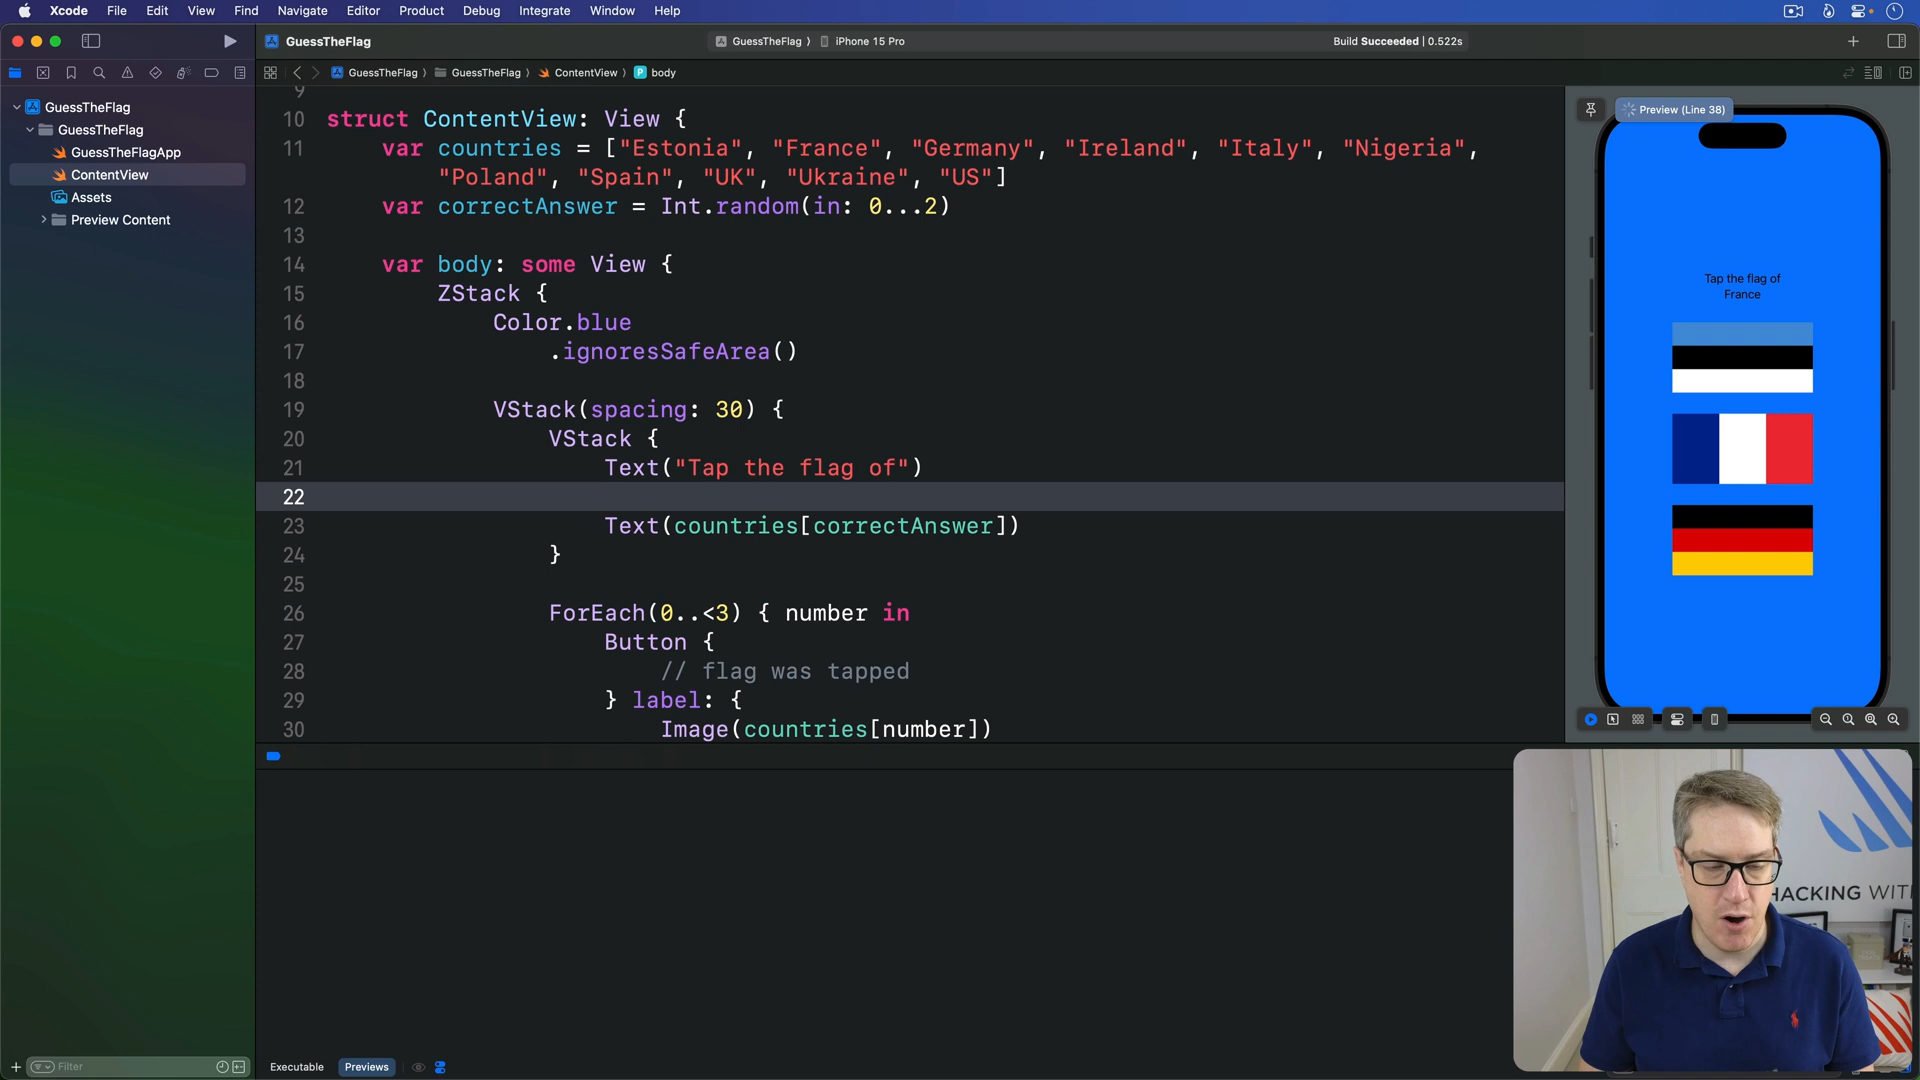 Xcode File Edit View Find Navigate Editor Product Debug Integrate Window Help
GuessTheFlag
GuessTheFlag 〉 iPhone 15 Pro
Build Succeeded | 0.522s
GuessTheFlag 〉 GuessTheFlag 〉 ContentView 〉 P body
GuessTheFlag
GuessTheFlag
GuessTheFlagApp
ContentView
Assets
Preview Content
Filter
9
10 struct ContentView: View {
11 var countries = ["Estonia", "France", "Germany", "Ireland", "Italy", "Nigeria",
"Poland", "Spain", "UK", "Ukraine", "US"]
12 var correctAnswer = Int.random(in: 0...2)
13
14 var body: some View {
15 ZStack {
16 Color.blue
17 .ignoresSafeArea()
18
19 VStack(spacing: 30) {
20 VStack {
21 Text("Tap the flag of")
22
23 Text(countries[correctAnswer])
24 }
25
26 ForEach(0..<3) { number in
27 Button {
28 // flag was tapped
29 } label: {
30 Image(countries[number])
Preview (Line 38)
Tap the flag of
France
HACKING WIT
Executable Previews